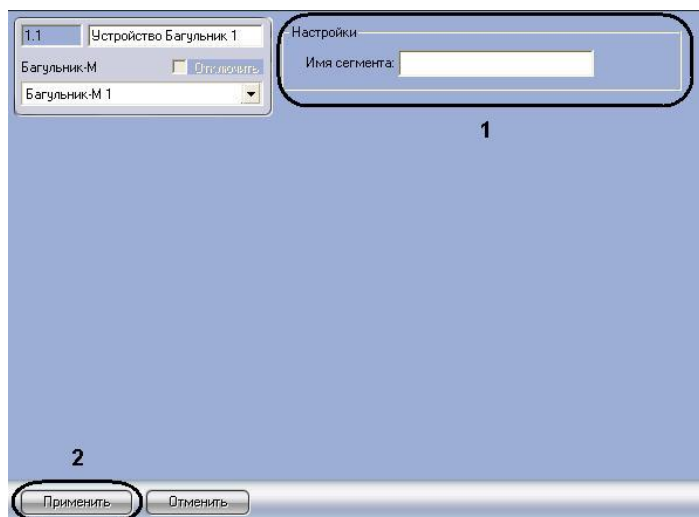 1.1 Устройство Багульник 1
Багульник-М Отключить
Багульник-М 1
Настройки
Имя сегмента:
1
2
Применить Отменить